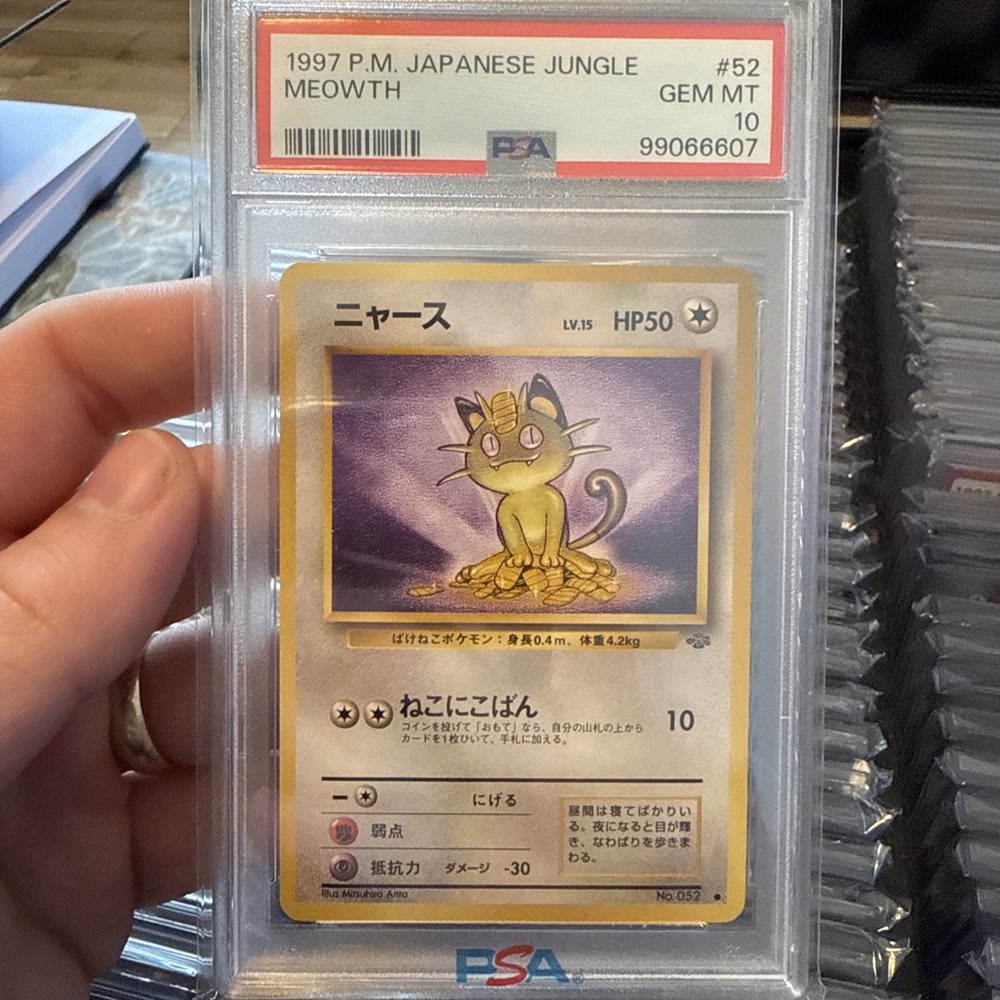 1997 P.M. JAPANESE JUNGLE #52
MEOWTH GEM MT
10
PSA 99066607
ニャース LV.15 HP50
ばけねこポケモン：身長0.4m、体重4.2kg
ねこにこばん 10
コインを投げて「おもて」なら、自分の山札の上から
カードを1枚ひいて、手札に加える。
にげる
弱点
抵抗力 ダメージ -30
昼間は寝てばかりい
る。夜になると目が輝
き、なわばりを歩きま
わる。
Illus. Mitsuhiro Arita No. 052
PSA